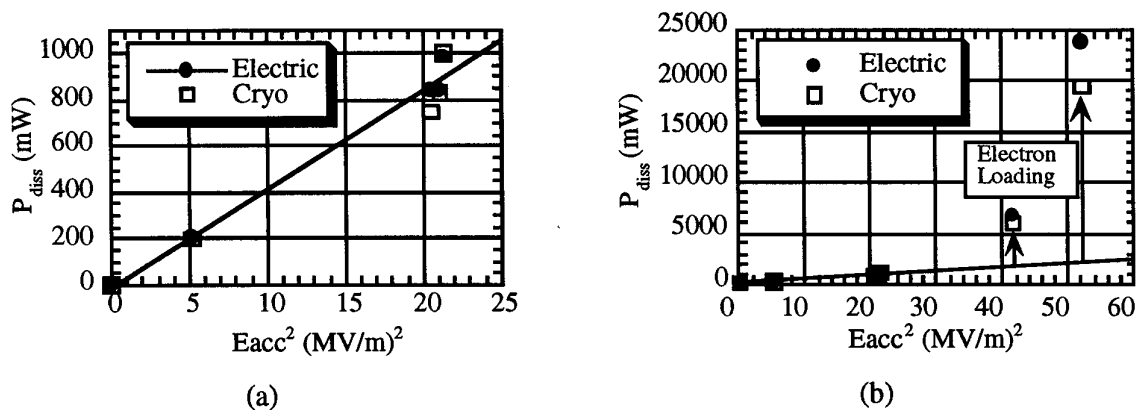 1000
800
600
400
200
0
P_diss (mW)
Electric
Cryo
0 5 10 15 20 25
Eacc² (MV/m)²
(a)
25000
20000
15000
10000
5000
0
P_diss (mW)
Electric
Cryo
Electron
Loading
0 10 20 30 40 50 60
Eacc² (MV/m)²
(b)